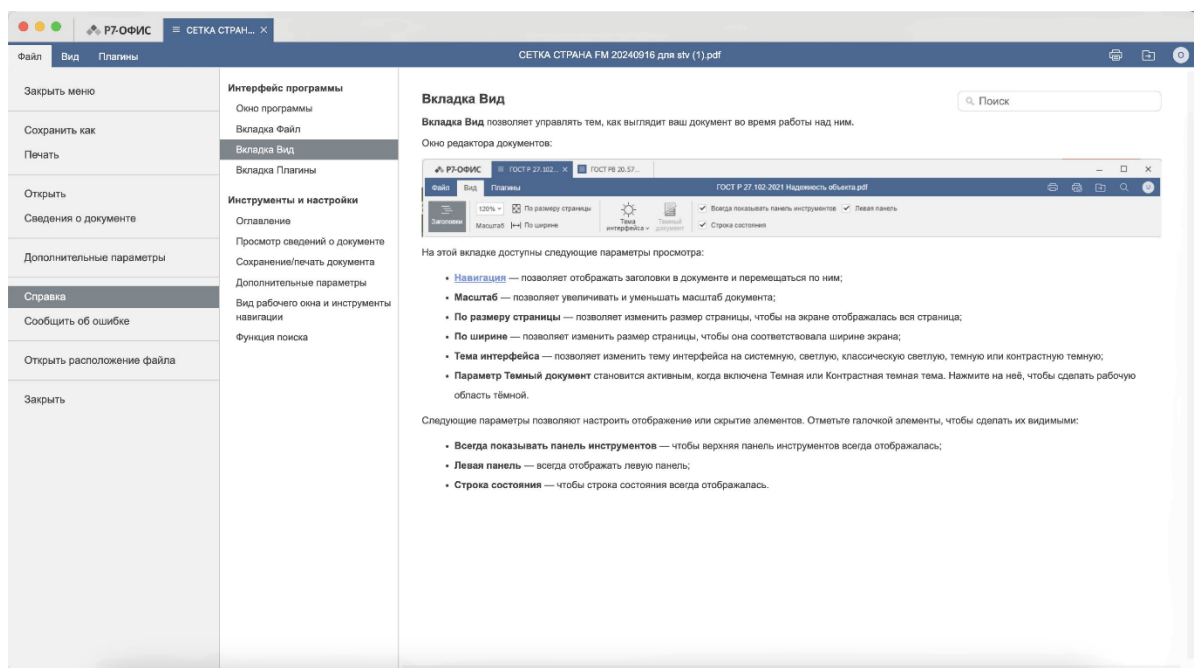 Р7-ОФИС
СЕТКА СТРАН...
Файл Вид Плагины
СЕТКА СТРАНА FM 20240916 для stv (1).pdf
Закрыть меню
Сохранить как
Печать
Открыть
Сведения о документе
Дополнительные параметры
Справка
Сообщить об ошибке
Открыть расположение файла
Закрыть
Интерфейс программы
Окно программы
Вкладка Файл
Вкладка Вид
Вкладка Плагины
Инструменты и настройки
Оглавление
Просмотр сведений о документе
Сохранение/печать документа
Дополнительные параметры
Вид рабочего окна и инструменты
навигации
Функция поиска
Вкладка Вид
Поиск
Вкладка Вид позволяет управлять тем, как выглядит ваш документ во время работы над ним.
Окно редактора документов:
Р7-ОФИС
ГОСТ Р 27.102... ГОСТ РВ 20.57...
Файл Вид Плагины
ГОСТ Р 27.102-2021 Надежность объекта.pdf
Заголовки
120% По размеру страницы
Масштаб По ширине
Тема
интерфейса
Темный
документ
Всегда показывать панель инструментов Левая панель
Строка состояния
На этой вкладке доступны следующие параметры просмотра:
• Навигация — позволяет отображать заголовки в документе и перемещаться по ним;
• Масштаб — позволяет увеличивать и уменьшать масштаб документа;
• По размеру страницы — позволяет изменить размер страницы, чтобы на экране отображалась вся страница;
• По ширине — позволяет изменить размер страницы, чтобы она соответствовала ширине экрана;
• Тема интерфейса — позволяет изменить тему интерфейса на системную, светлую, классическую светлую, темную или контрастную темную;
• Параметр Темный документ становится активным, когда включена Темная или Контрастная темная тема. Нажмите на неё, чтобы сделать рабочую
область тёмной.
Следующие параметры позволяют настроить отображение или скрытие элементов. Отметьте галочкой элементы, чтобы сделать их видимыми:
• Всегда показывать панель инструментов — чтобы верхняя панель инструментов всегда отображалась;
• Левая панель — всегда отображать левую панель;
• Строка состояния — чтобы строка состояния всегда отображалась.